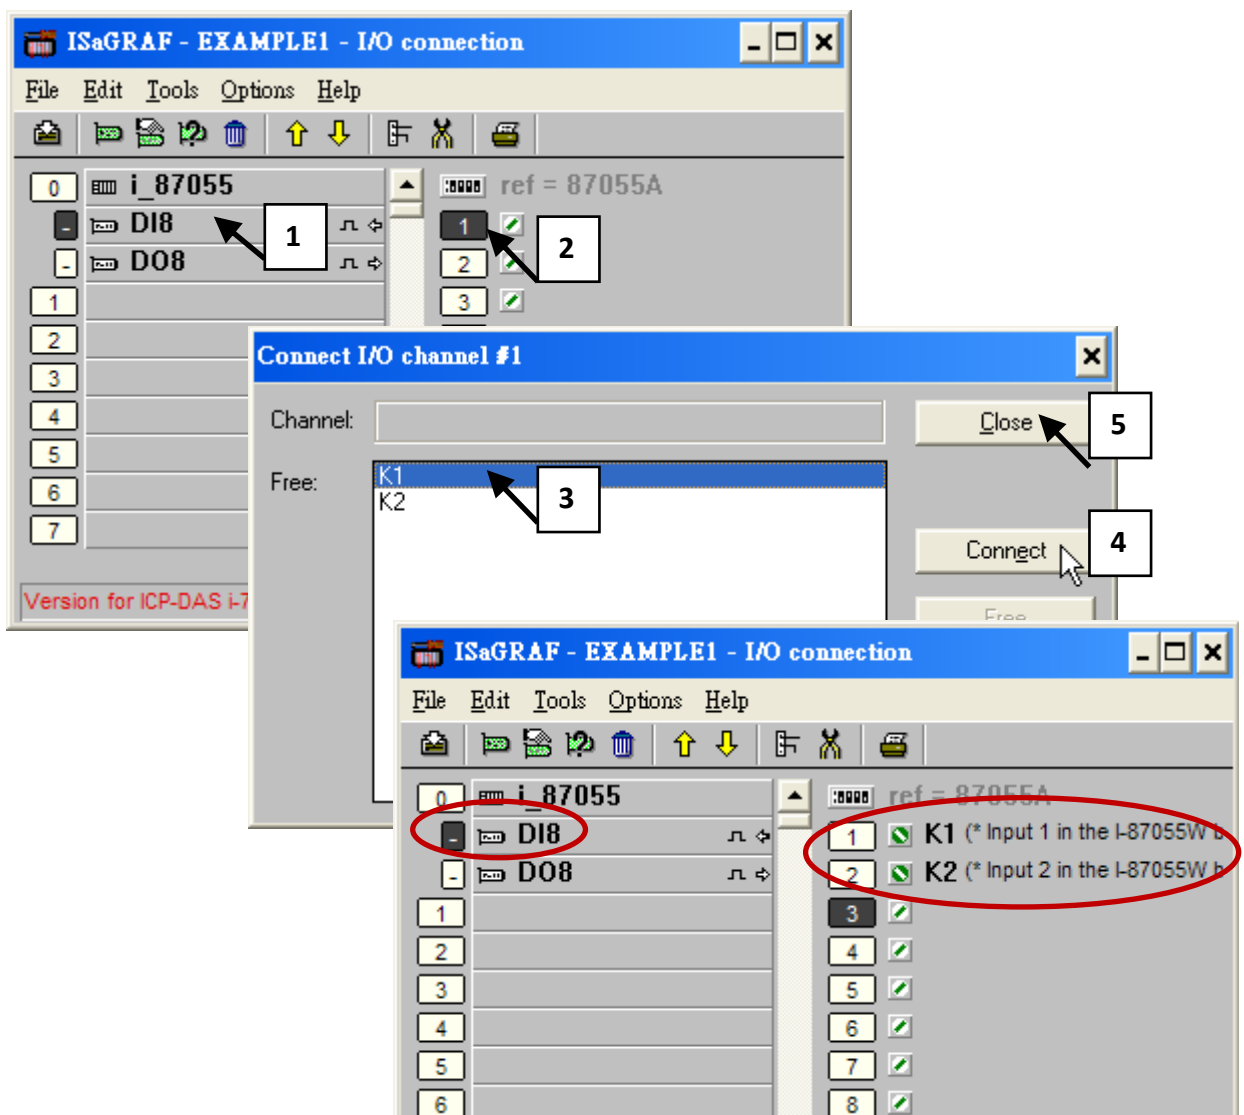 ISaGRAF - EXAMPLE1 - I/O connection
File Edit Tools Options Help
0 i_87055 ref = 87055A
- DI8 1 1 2
- DO8 2
1 3
2
3
4
5
6
7
Version for ICP-DAS i-7
Connect I/O channel #1
Channel: Close 5
Free: K1 3
K2
Connect 4
Free
ISaGRAF - EXAMPLE1 - I/O connection
File Edit Tools Options Help
0 i_87055 ref = 87055A
- DI8 1 K1 (* Input 1 in the I-87055W b
- DO8 2 K2 (* Input 2 in the I-87055W b
1 3
2 4
3 5
4 6
5 7
6 8